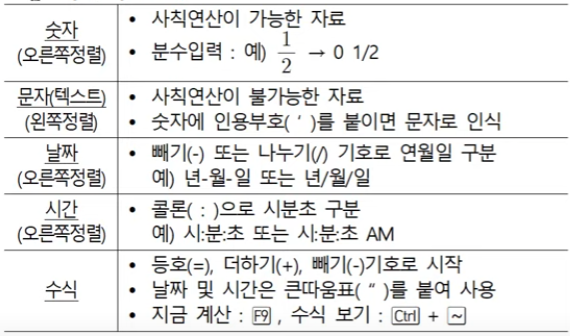 숫자
(오른쪽정렬)
• 사칙연산이 가능한 자료
• 분수입력 : 예) 1/2 → 0 1/2
문자(텍스트)
(왼쪽정렬)
• 사칙연산이 불가능한 자료
• 숫자에 인용부호( ‘ )를 붙이면 문자로 인식
날짜
(오른쪽정렬)
• 빼기(-) 또는 나누기(/) 기호로 연월일 구분
예) 년-월-일 또는 년/월/일
시간
(오른쪽정렬)
• 콜론( : )으로 시분초 구분
예) 시:분:초 또는 시:분:초 AM
수식
• 등호(=), 더하기(+), 빼기(-)기호로 시작
• 날짜 및 시간은 큰따옴표( “ )를 붙여 사용
• 지금 계산 : F9 , 수식 보기 : Ctrl + ~